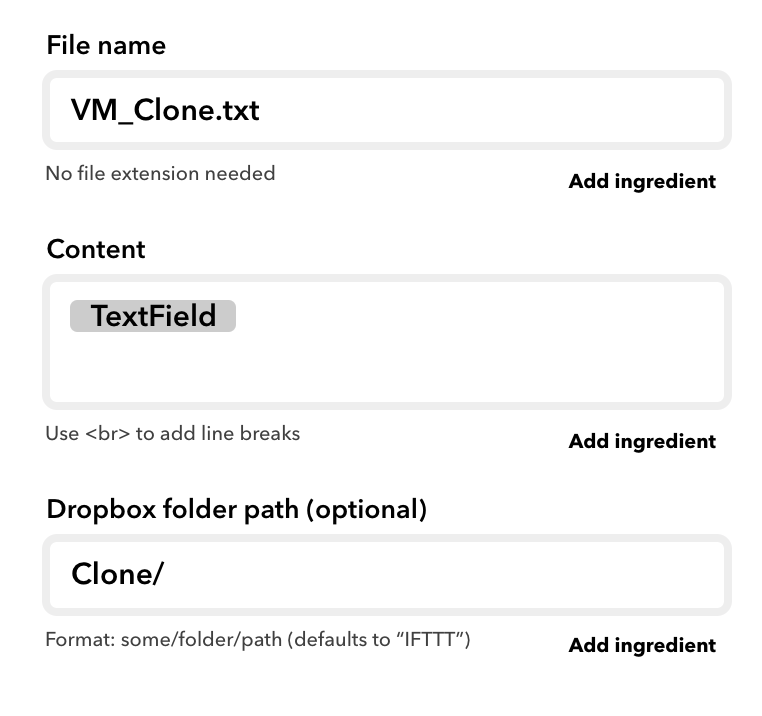 File name
VM_Clone.txt
No file extension needed
Add ingredient
Content
TextField
Use <br> to add line breaks
Add ingredient
Dropbox folder path (optional)
Clone/
Format: some/folder/path (defaults to “IFTTT”)
Add ingredient